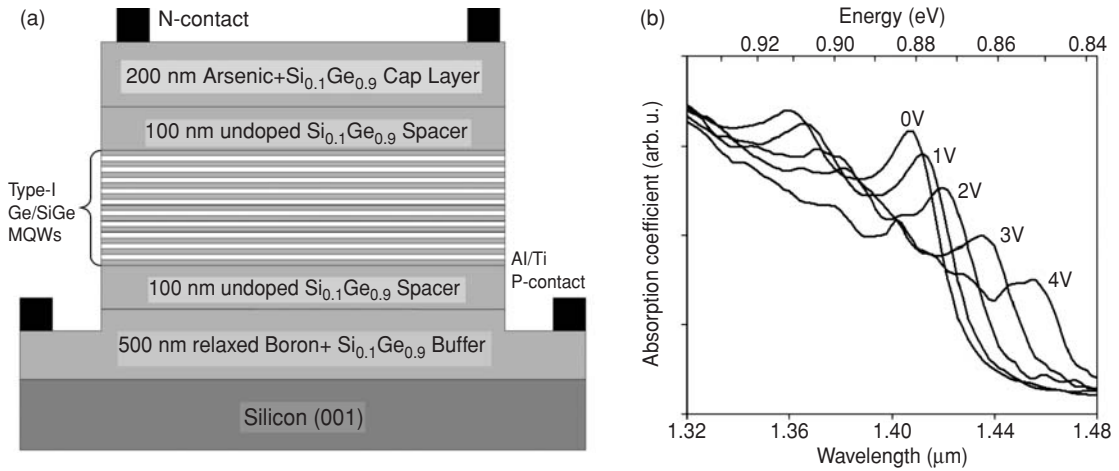 (a)
N-contact
200 nm Arsenic+Si0.1Ge0.9 Cap Layer
100 nm undoped Si0.1Ge0.9 Spacer
Type-I
Ge/SiGe
MQWs
Al/Ti
P-contact
100 nm undoped Si0.1Ge0.9 Spacer
500 nm relaxed Boron+ Si0.1Ge0.9 Buffer
Silicon (001)
(b)
Energy (eV)
0.92 0.90 0.88 0.86 0.84
Absorption coefficient (arb. u.)
0V
1V
2V
3V
4V
1.32 1.36 1.40 1.44 1.48
Wavelength (μm)